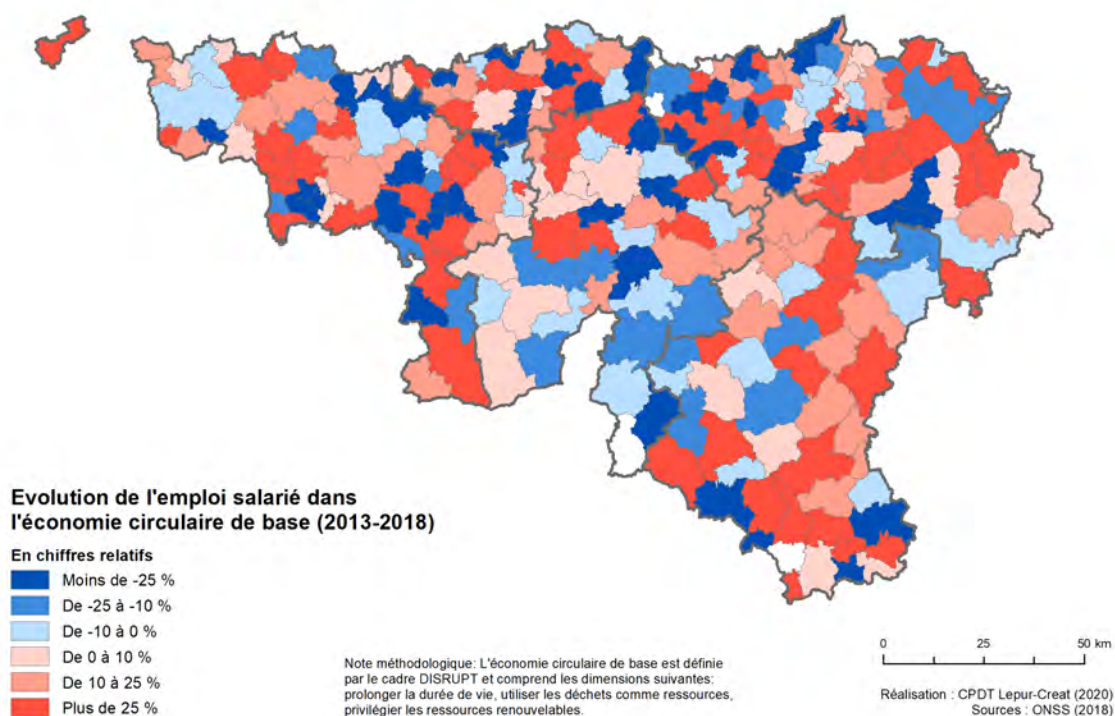 Evolution de l'emploi salarié dans
l'économie circulaire de base (2013-2018)
En chiffres relatifs
Moins de -25 %
De -25 à -10 %
De -10 à 0 %
De 0 à 10 %
De 10 à 25 %
Plus de 25 %
Note méthodologique: L'économie circulaire de base est définie
par le cadre DISRUPT et comprend les dimensions suivantes:
prolonger la durée de vie, utiliser les déchets comme ressources,
privilégier les ressources renouvelables.
0 25 50 km
Réalisation : CPDT Lepur-Creat (2020)
Sources : ONSS (2018)